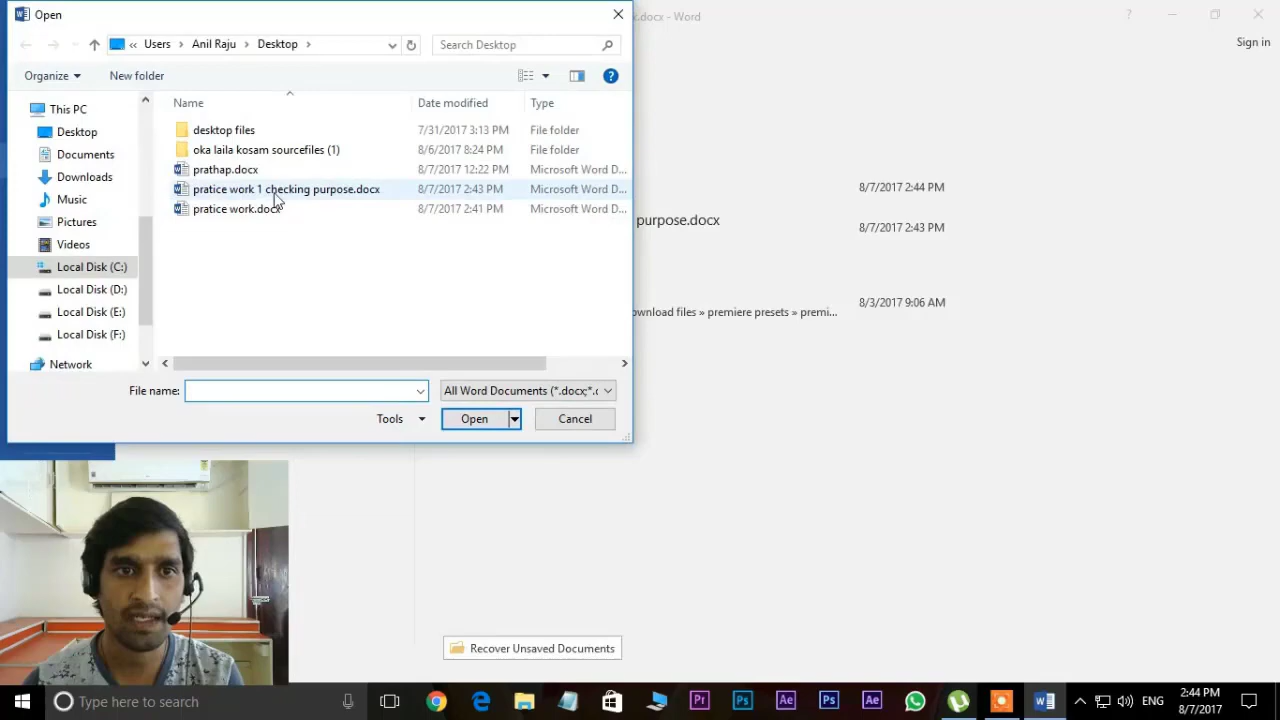 Open
k.docx - Word
?
Sign in
« Users > Anil Raju > Desktop >
Search Desktop
Organize
New folder
?
This PC
Desktop
Documents
Downloads
Music
Pictures
Videos
Local Disk (C:)
Local Disk (D:)
Local Disk (E:)
Local Disk (F:)
Network
Name Date modified Type
desktop files 7/31/2017 3:13 PM File folder
oka laila kosam sourcefiles (1) 8/6/2017 8:24 PM File folder
prathap.docx 8/7/2017 12:22 PM Microsoft Word D...
pratice work 1 checking purpose.docx 8/7/2017 2:43 PM Microsoft Word D...
pratice work.docx 8/7/2017 2:41 PM Microsoft Word D...
8/7/2017 2:44 PM
purpose.docx 8/7/2017 2:43 PM
8/3/2017 9:06 AM
wnload files » premiere presets » premi...
File name:
All Word Documents (*.docx;*.c
Tools
Open
Cancel
Recover Unsaved Documents
Type here to search
Pr
Ps
Ae
Ps
Ae
ENG
2:44 PM
8/7/2017